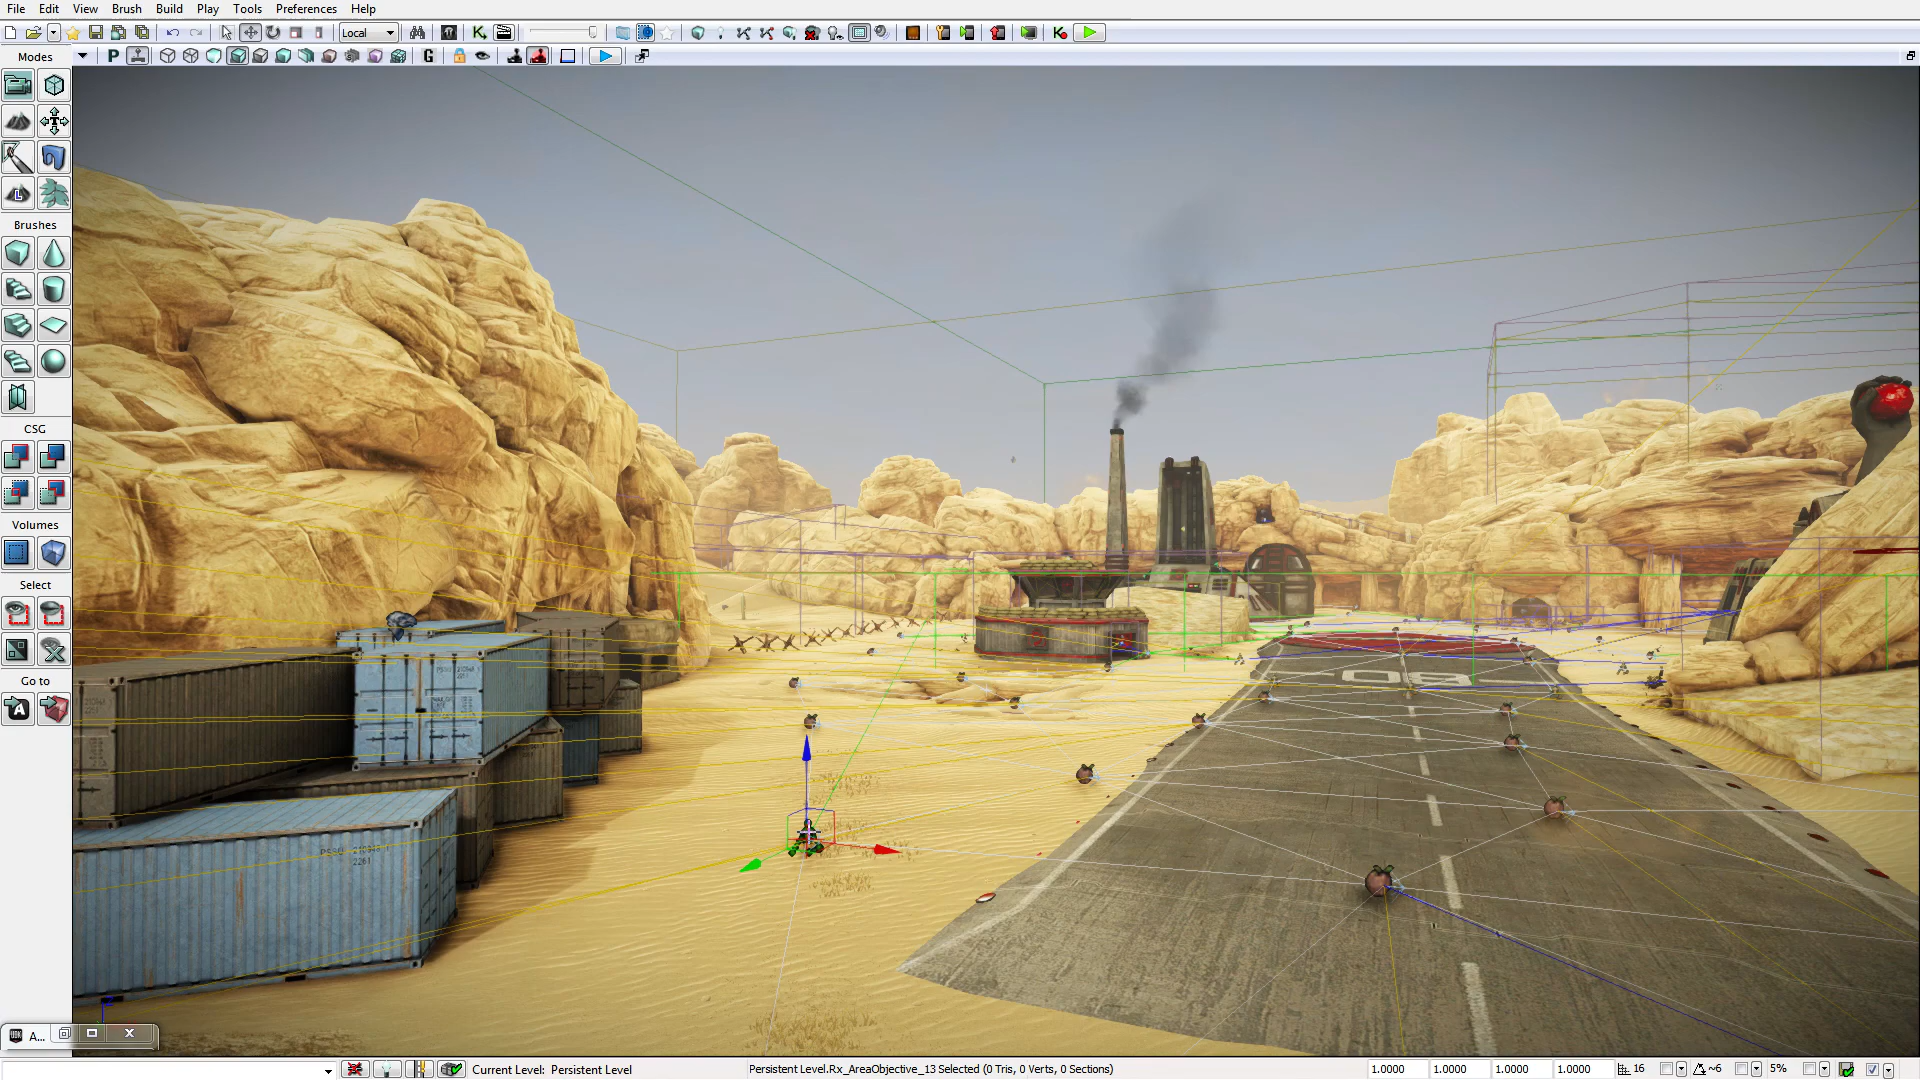 File Edit View Brush Build Play Tools Preferences Help
Local
Modes
P
G
L
Brushes
CSG
Volumes
Select
Go to
A
A...
Current Level: Persistent Level
Persistent Level.Rx_AreaObjective_13 Selected (0 Tris, 0 Verts, 0 Sections)
1.0000 1.0000 1.0000 1.0000
16
~6
5%
2261